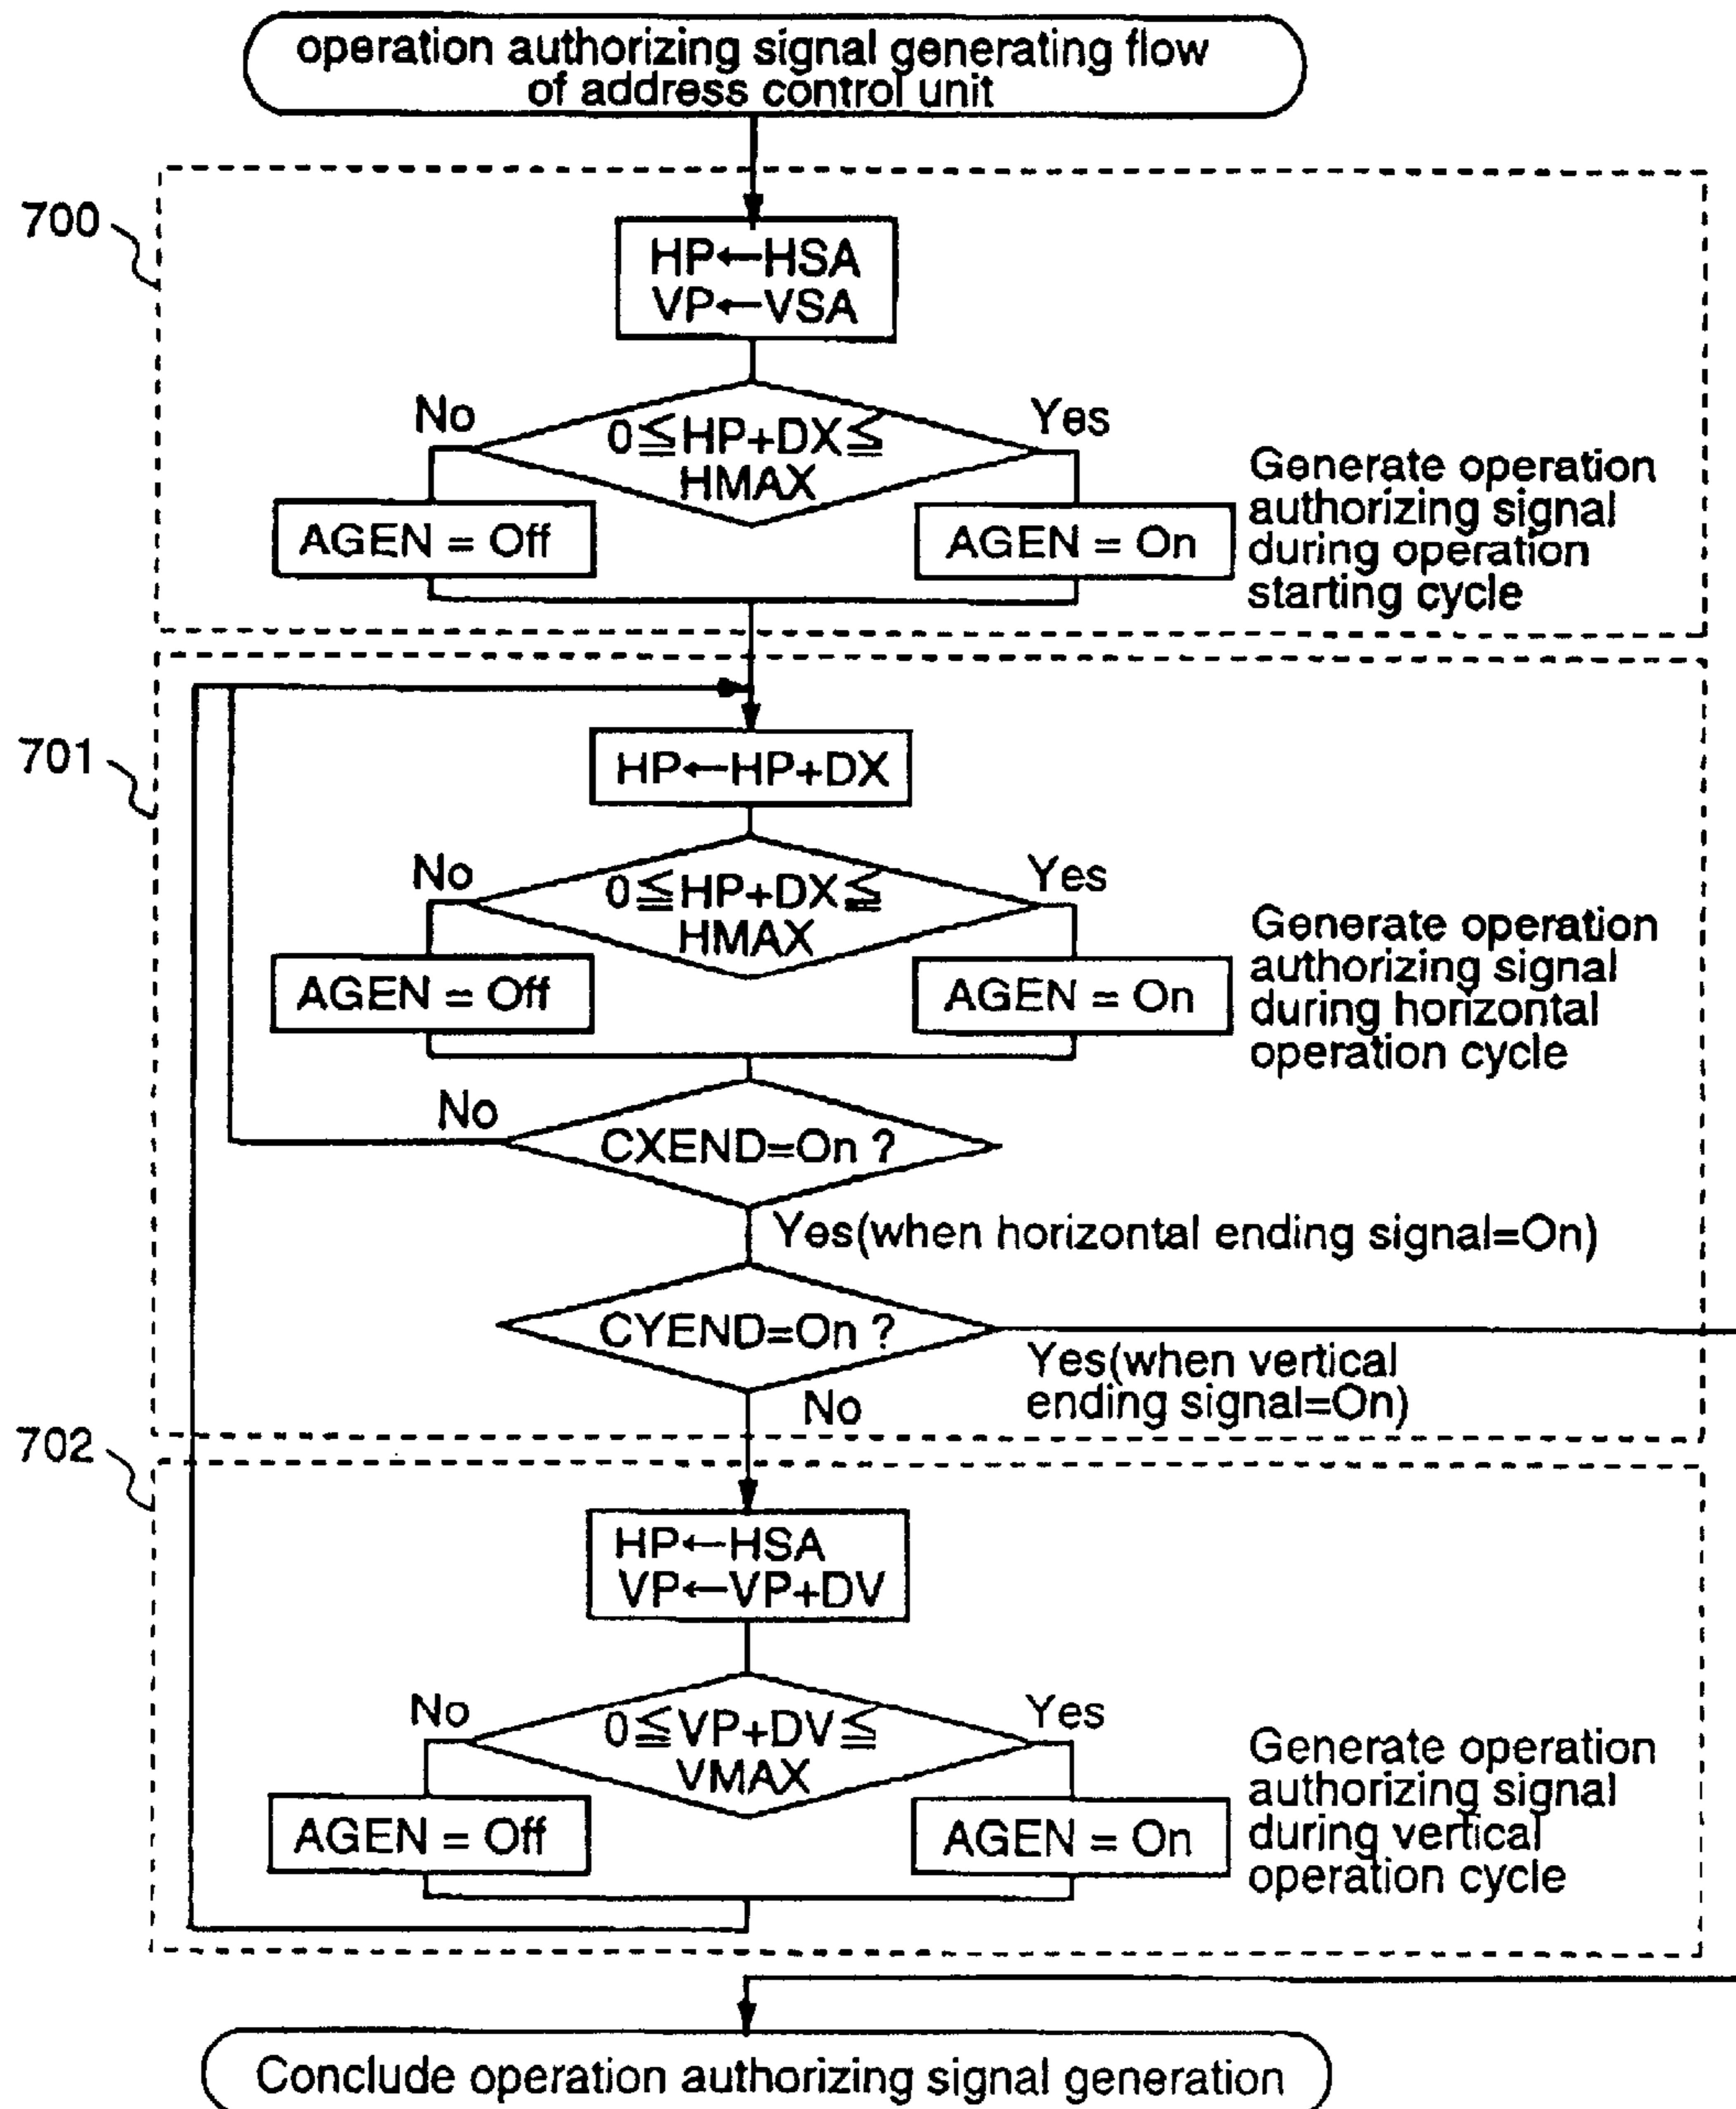 operation authorizing signal generating flow
of address control unit
700
HP←HSA
VP←VSA
No
0≦HP+DX≦
HMAX
Yes
AGEN = Off
AGEN = On
Generate operation
authorizing signal
during operation
starting cycle
701
HP←HP+DX
No
0≦HP+DX≦
HMAX
Yes
AGEN = Off
AGEN = On
Generate operation
authorizing signal
during horizontal
operation cycle
No
CXEND=On ?
Yes(when horizontal ending signal=On)
CYEND=On ?
Yes(when vertical
ending signal=On)
No
702
HP←HSA
VP←VP+DV
No
0≦VP+DV≦
VMAX
Yes
AGEN = Off
AGEN = On
Generate operation
authorizing signal
during vertical
operation cycle
Conclude operation authorizing signal generation